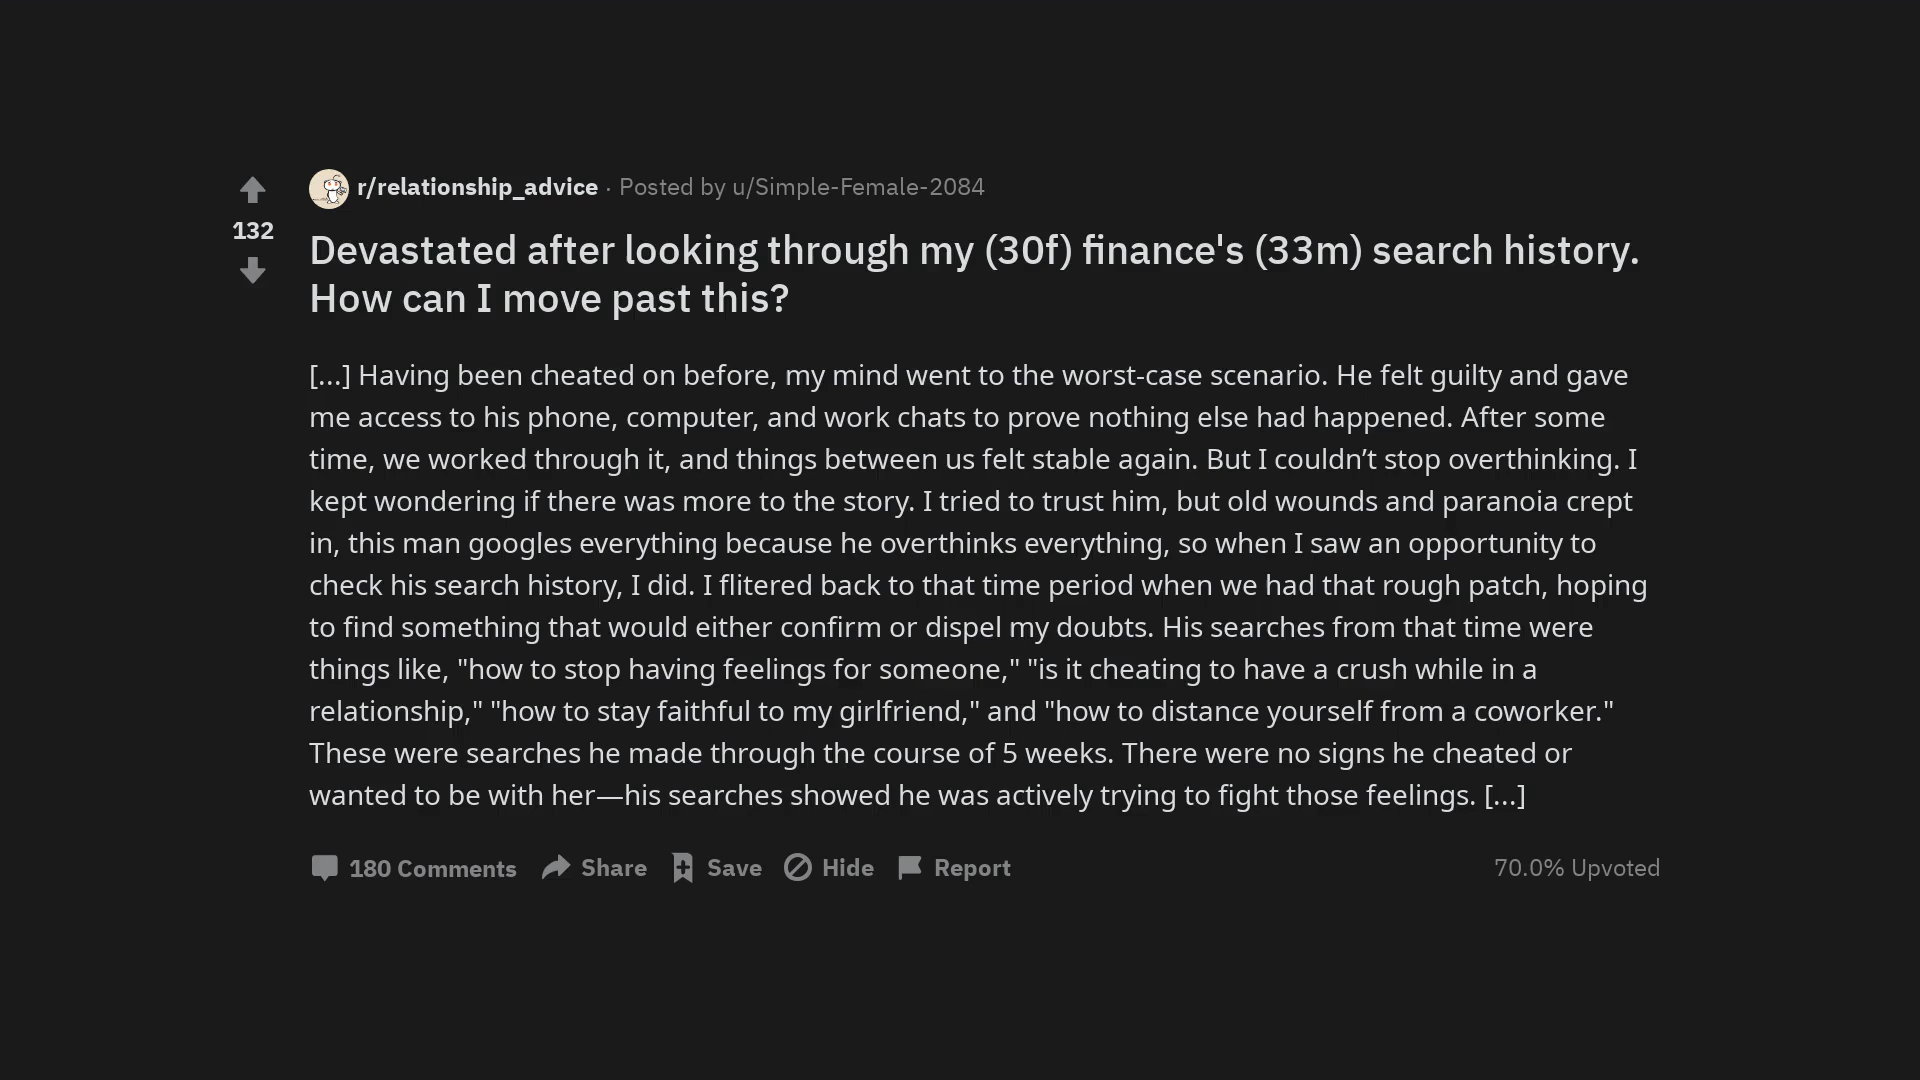 r/relationship_advice · Posted by u/Simple-Female-2084
132
Devastated after looking through my (30f) finance's (33m) search history.
How can I move past this?
[...] Having been cheated on before, my mind went to the worst-case scenario. He felt guilty and gave
me access to his phone, computer, and work chats to prove nothing else had happened. After some
time, we worked through it, and things between us felt stable again. But I couldn’t stop overthinking. I
kept wondering if there was more to the story. I tried to trust him, but old wounds and paranoia crept
in, this man googles everything because he overthinks everything, so when I saw an opportunity to
check his search history, I did. I flitered back to that time period when we had that rough patch, hoping
to find something that would either confirm or dispel my doubts. His searches from that time were
things like, "how to stop having feelings for someone," "is it cheating to have a crush while in a
relationship," "how to stay faithful to my girlfriend," and "how to distance yourself from a coworker."
These were searches he made through the course of 5 weeks. There were no signs he cheated or
wanted to be with her—his searches showed he was actively trying to fight those feelings. [...]
180 Comments Share Save Hide Report 70.0% Upvoted